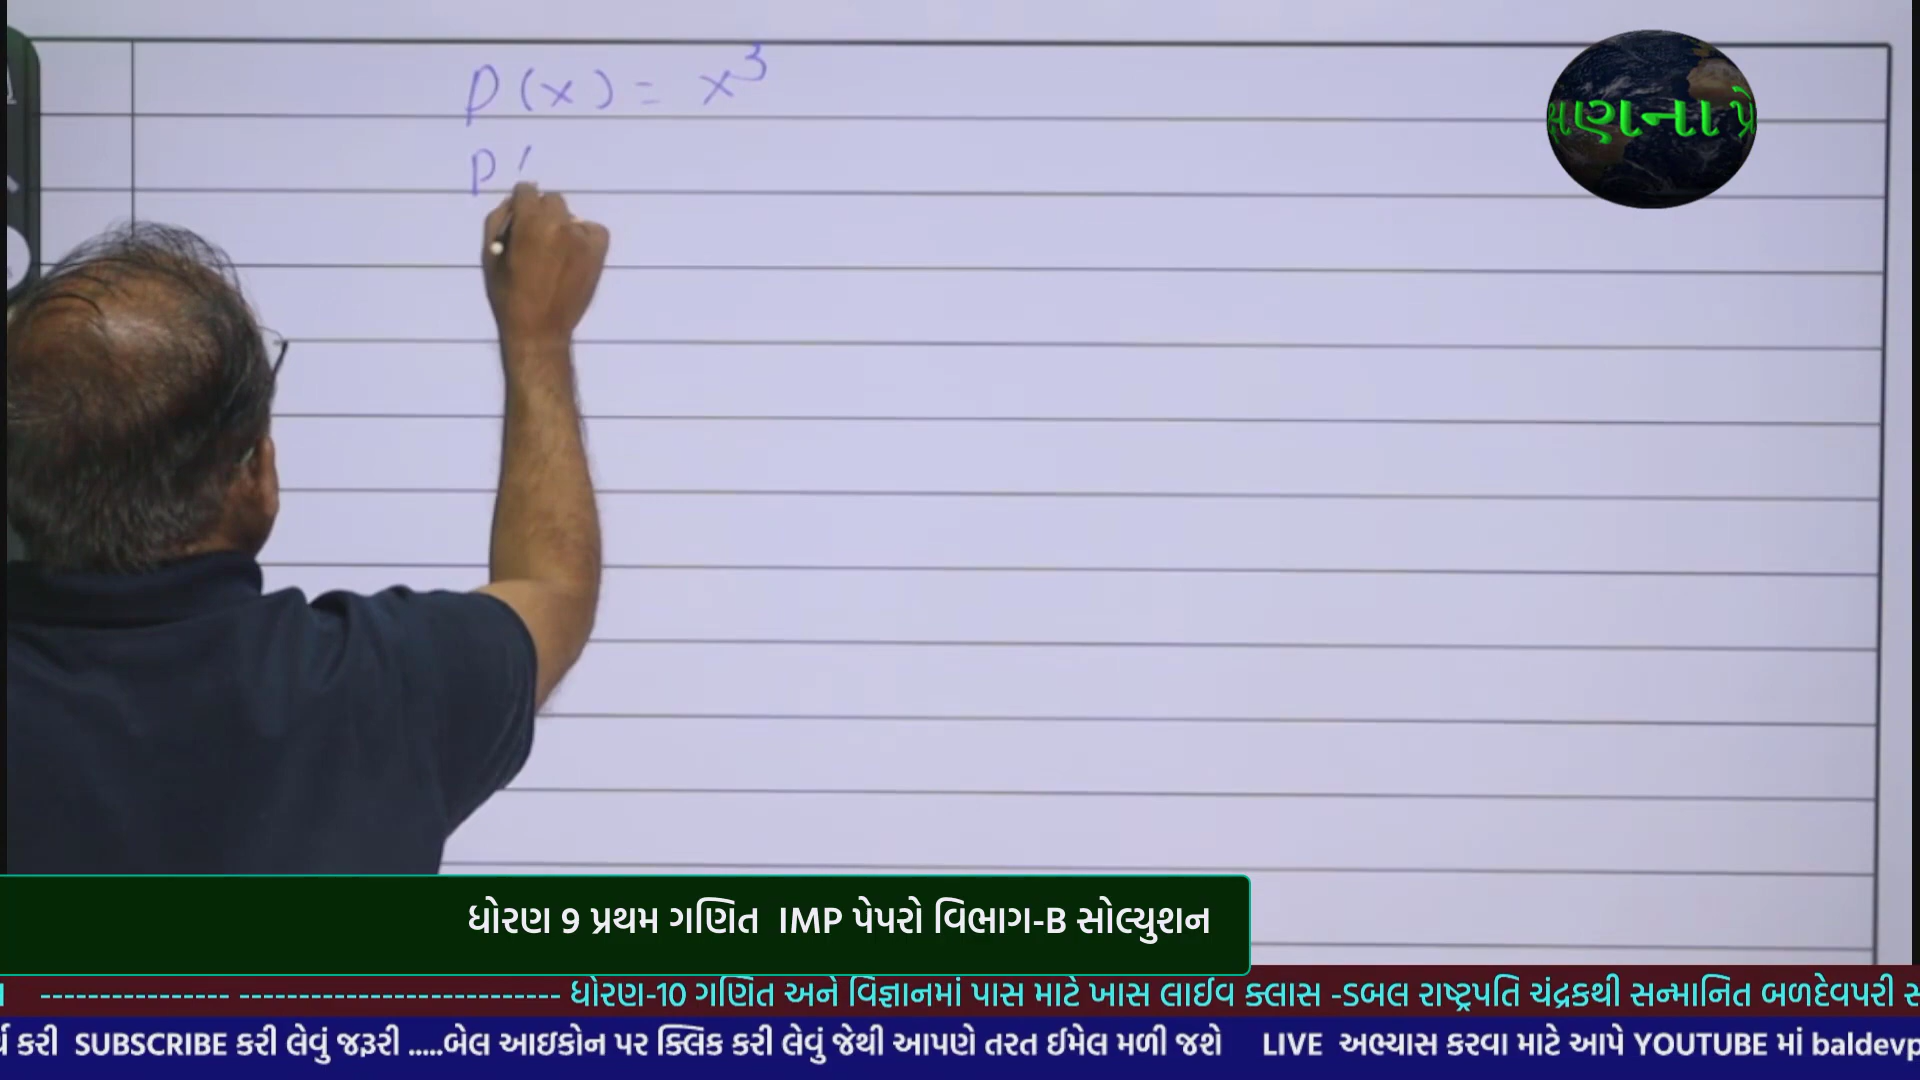 P(x) = x³
P(
ક્ષણના પ્રે
ધોરણ 9 પ્રથમ ગણિત IMP પેપરો વિભાગ-B સોલ્યુશન
---------------- --------------------------- ધોરણ-10 ગણિત અને વિજ્ઞાનમાં પાસ માટે ખાસ લાઈવ ક્લાસ -ડબલ રાષ્ટ્રપતિ ચંદ્રકથી સન્માનિત બળદેવપરી
કરી SUBSCRIBE કરી લેવું જરૂરી .....બેલ આઇકોન પર ક્લિક કરી લેવું જેથી આપણે તરત ઈમેલ મળી જશે LIVE અભ્યાસ કરવા માટે આપે YOUTUBE માં baldevp